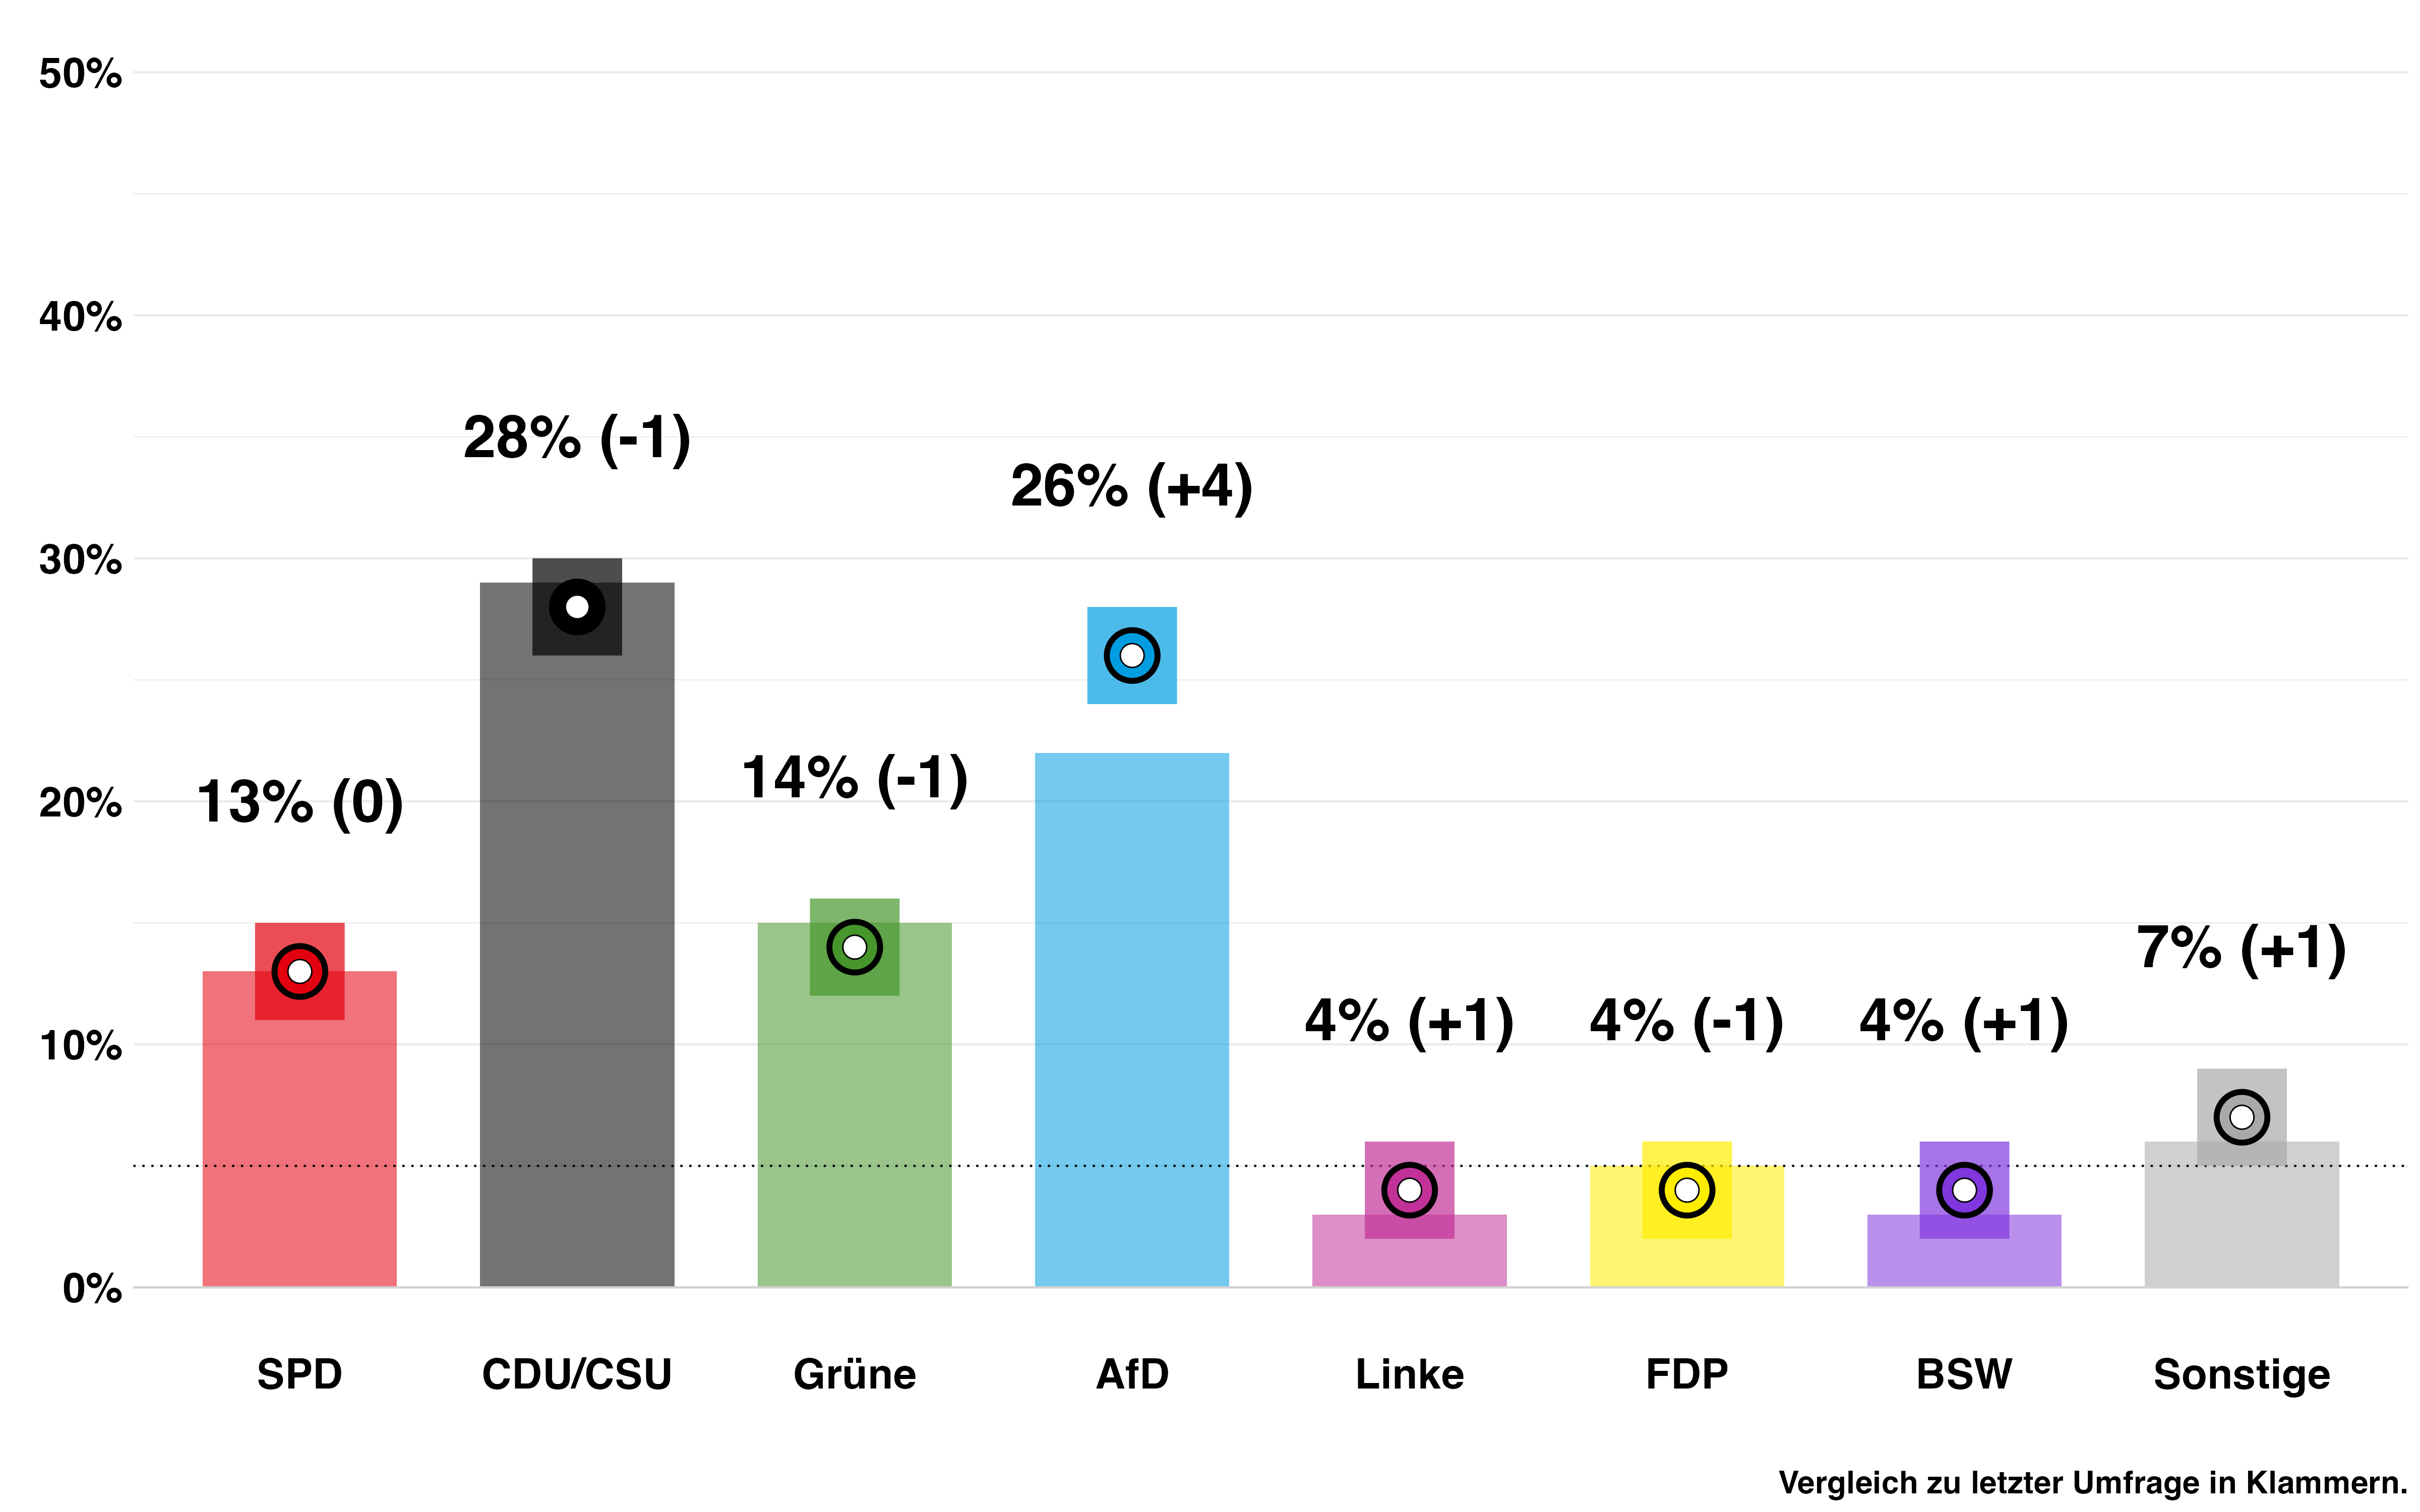 50%
40%
30%
20%
10%
0%
13% (0)
28% (-1)
14% (-1)
26% (+4)
4% (+1)
4% (-1)
4% (+1)
7% (+1)
SPD
CDU/CSU
Grüne
AfD
Linke
FDP
BSW
Sonstige
Vergleich zu letzter Umfrage in Klammern.